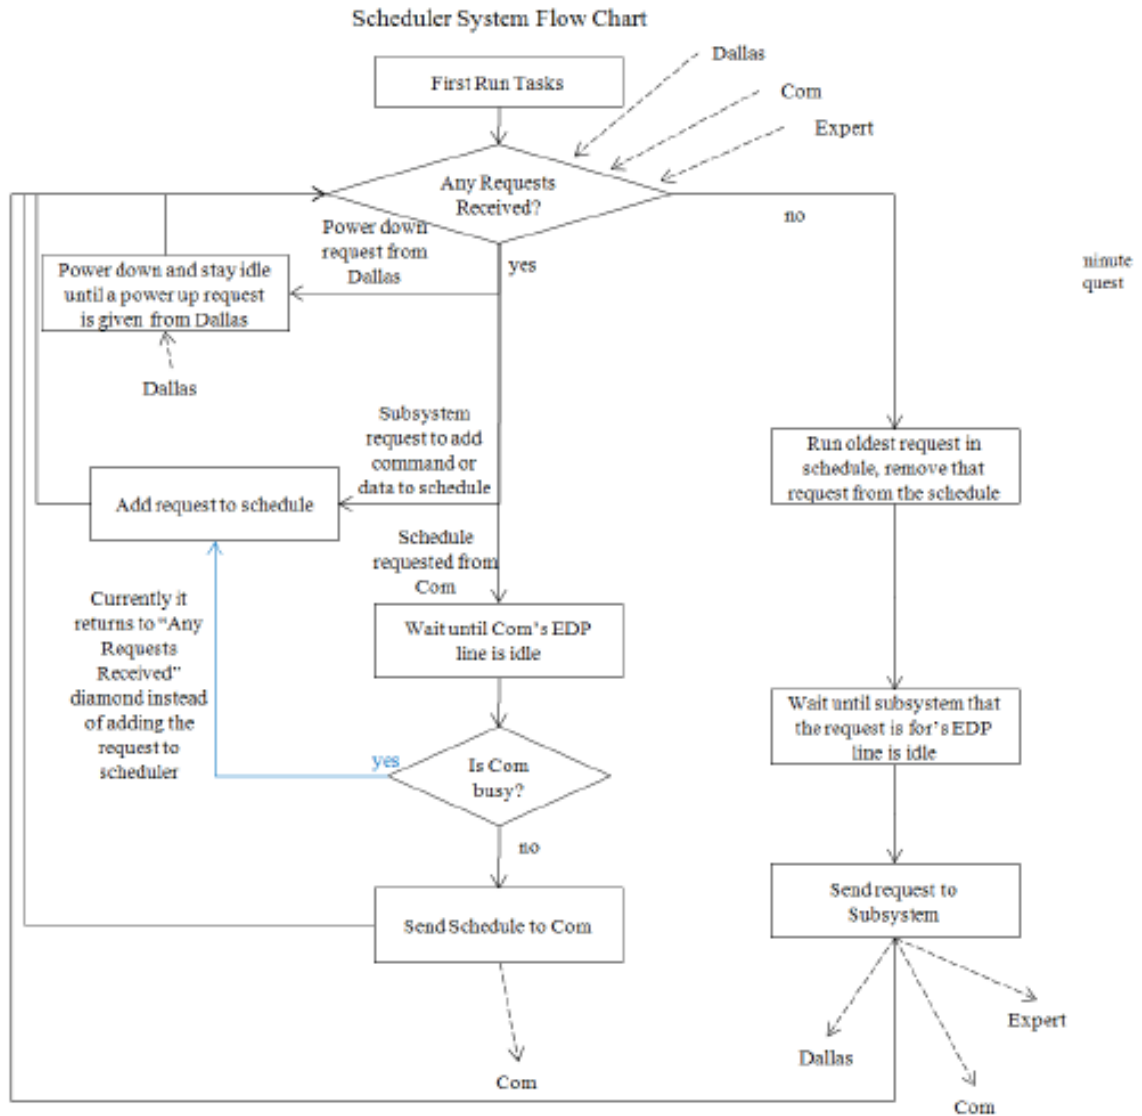 Scheduler System Flow Chart
First Run Tasks
Dallas
Com
Expert
Any Requests
Received?
no
yes
Power down
request from
Dallas
Power down and stay idle
until a power up request
is given from Dallas
Dallas
minute
quest
Subsystem
request to add
command or
data to schedule
Add request to schedule
Run oldest request in
schedule, remove that
request from the schedule
Schedule
requested from
Com
Currently it
returns to “Any
Requests
Received”
diamond instead
of adding the
request to
scheduler
Wait until Com's EDP
line is idle
Wait until subsystem that
the request is for's EDP
line is idle
yes
Is Com
busy?
no
Send Schedule to Com
Send request to
Subsystem
Com
Dallas
Expert
Com